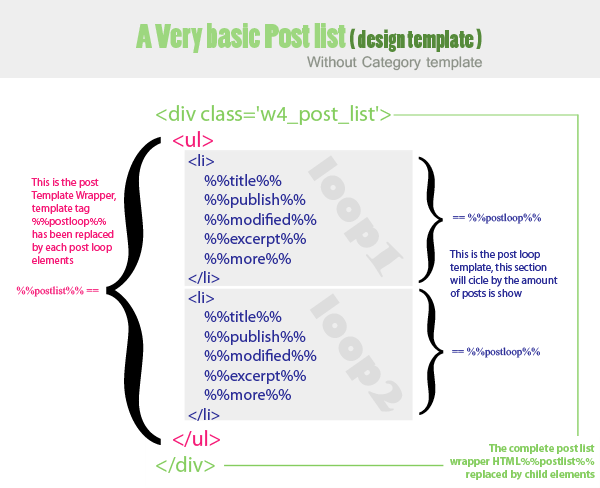 A Very basic Post list ( design template )
Without Category template
<div class='w4_post_list'>
<ul>
This is the post
Template Wrapper,
template tag
%%postloop%%
has been replaced
by each post loop
elements
%%postlist%% ==
<li>
%%title%%
%%publish%%
%%modified%%
%%excerpt%%
%%more%%
</li>
loop1
== %%postloop%%
This is the post loop
template, this section
will cicle by the amount
of posts is show
<li>
%%title%%
%%publish%%
%%modified%%
%%excerpt%%
%%more%%
</li>
loop2
== %%postloop%%
</ul>
</div>
The complete post list
wrapper HTML%%postlist%%
replaced by child elements